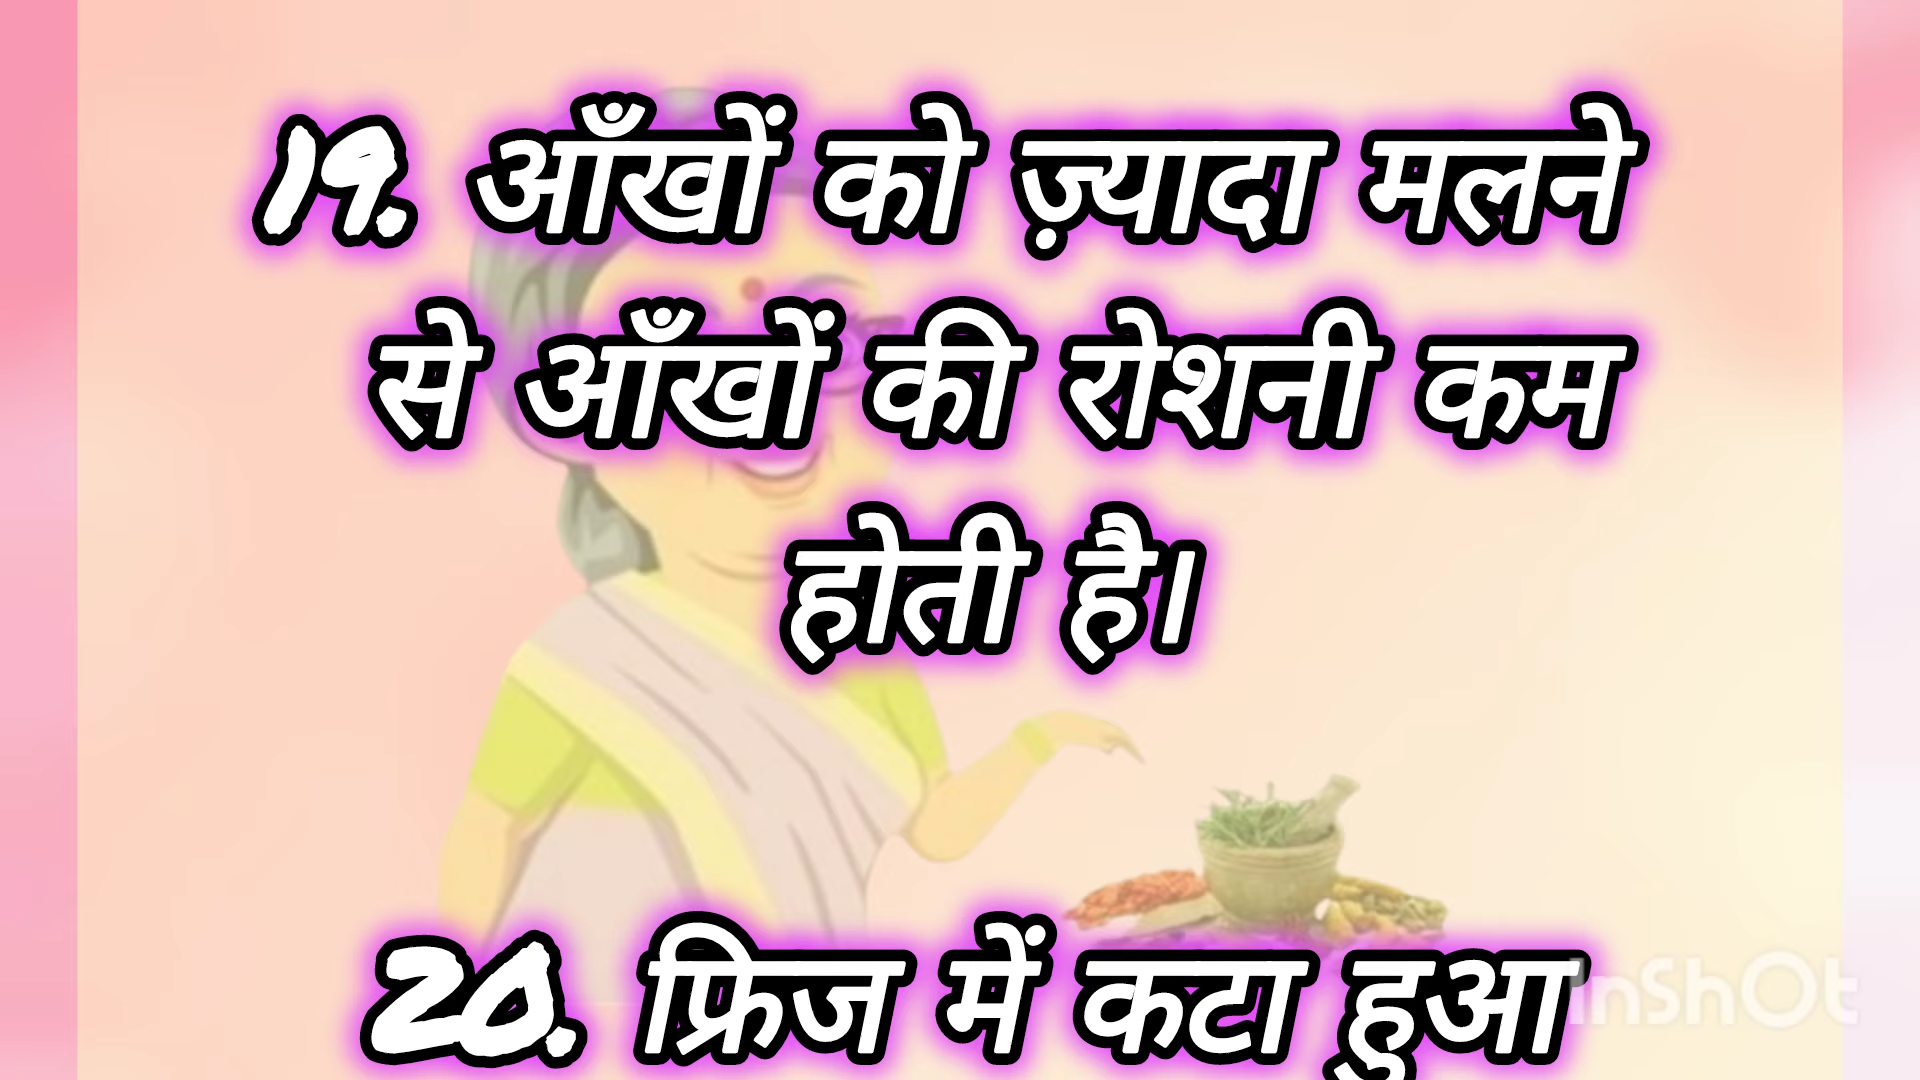 19. आँखों को ज़्यादा मलने
से आँखों की रोशनी कम
होती है।
20. फ्रिज में कटा हुआ
InShOt